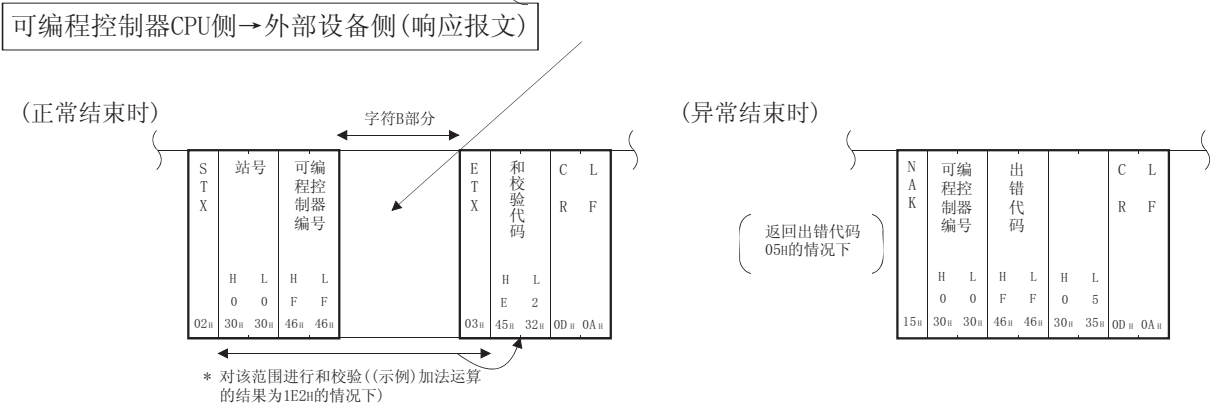 可编程控制器CPU侧→外部设备侧(响应报文)
(正常结束时)
字符B部分
S T X
站号
可编程控制器编号
E T X
和校验代码
C R
L F
H L H L H L
0 0 F F E 2
02H 30H 30H 46H 46H 03H 45H 32H 0DH 0AH
* 对该范围进行和校验((示例)加法运算
的结果为1E2H的情况下)
(异常结束时)
返回出错代码
05H的情况下
N A K
可编程控制器编号
出错代码
C R
L F
H L H L H L
0 0 F F 0 5
15H 30H 30H 46H 46H 30H 35H 0DH 0AH